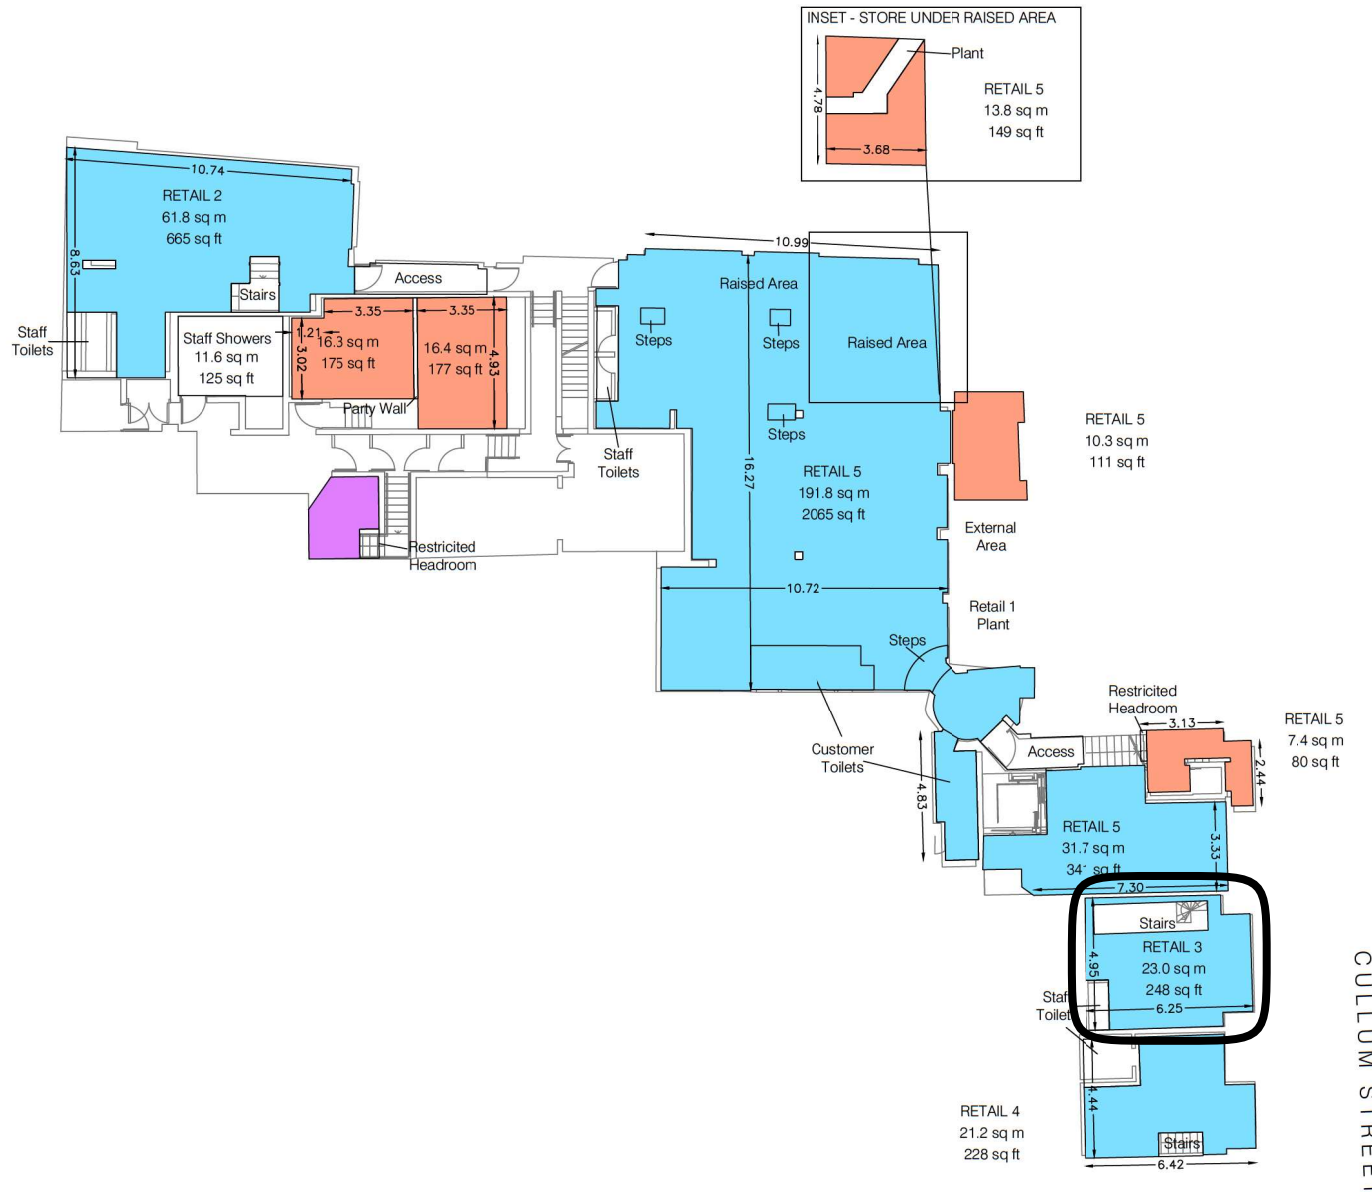 INSET - STORE UNDER RAISED AREA
Plant
RETAIL 5
13.8 sq m
149 sq ft
4.78
3.68
10.74
RETAIL 2
61.8 sq m
665 sq ft
8.63
Stairs
Access
10.99
Raised Area
Raised Area
Steps
Steps
Steps
Staff
Toilets
Staff Showers
11.6 sq m
125 sq ft
1.21
3.35
16.3 sq m
175 sq ft
3.02
3.35
16.4 sq m
177 sq ft
4.93
Party Wall
Staff
Toilets
RETAIL 5
191.8 sq m
2065 sq ft
16.27
RETAIL 5
10.3 sq m
111 sq ft
External
Area
Restricited
Headroom
10.72
Retail 1
Plant
Steps
Customer
Toilets
4.83
Restricited
Headroom
Access
3.13
RETAIL 5
7.4 sq m
80 sq ft
2.44
RETAIL 5
31.7 sq m
sq ft
3.33
7.30
Stairs
RETAIL 3
23.0 sq m
248 sq ft
4.95
6.25
Staff
Toilet
RETAIL 4
21.2 sq m
228 sq ft
4.44
Stairs
6.42
CULLUM STREET